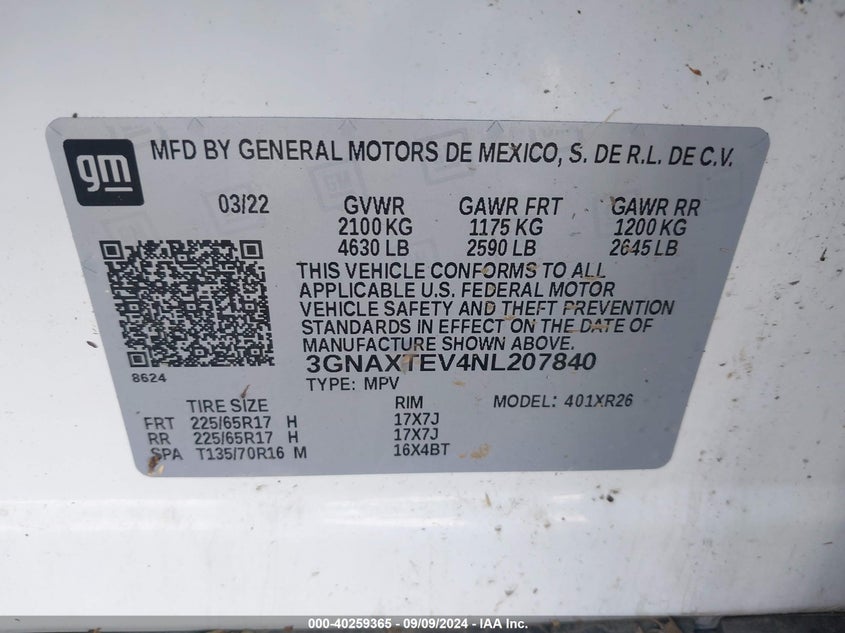 gm
MFD BY GENERAL MOTORS DE MEXICO, S. DE R.L. DE C.V.
03/22 GVWR GAWR FRT GAWR RR
2100 KG 1175 KG 1200 KG
4630 LB 2590 LB 2645 LB
THIS VEHICLE CONFORMS TO ALL
APPLICABLE U.S. FEDERAL MOTOR
VEHICLE SAFETY AND THEFT PREVENTION
STANDARDS IN EFFECT ON THE DATE OF
MANUFACTURE SHOWN ABOVE.
3GNAXTEV4NL207840
8624
TYPE: MPV
TIRE SIZE RIM MODEL: 401XR26
FRT 225/65R17 H 17X7J
RR 225/65R17 H 17X7J
SPA T135/70R16 M 16X4BT
000-40259365 - 09/09/2024 - IAA Inc.